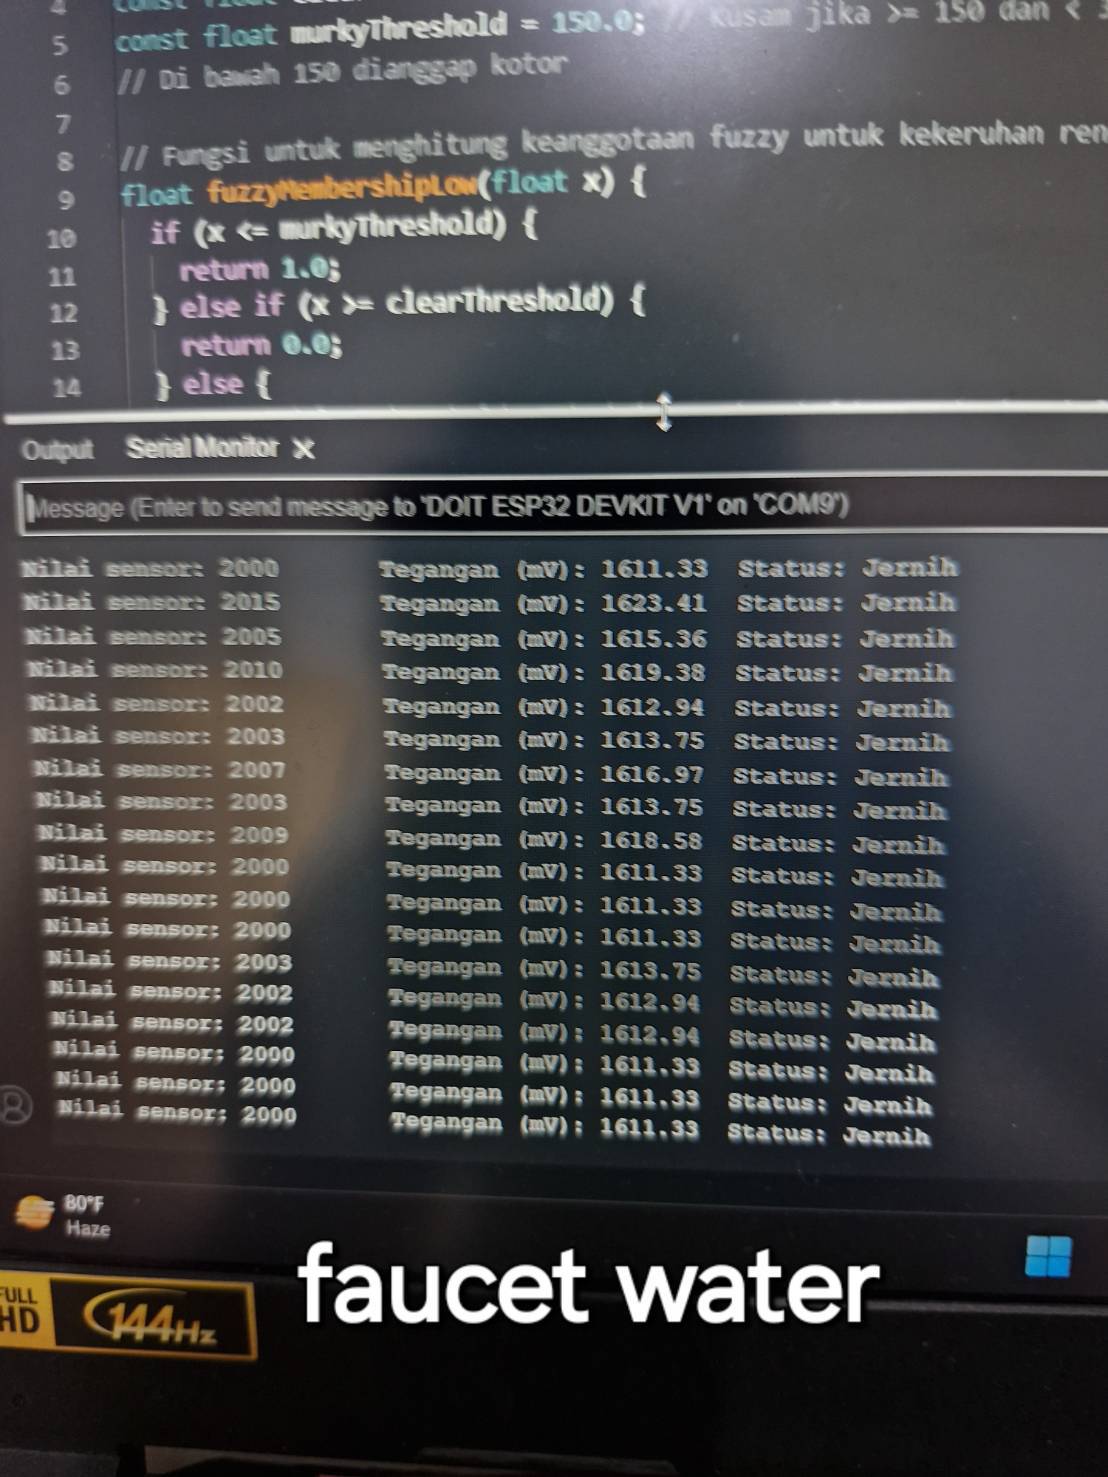 4
5 const float murkyThreshold = 150.0; // Kusam jika >= 150 dan <
6 // Di bawah 150 dianggap kotor
7
8 // Fungsi untuk menghitung keanggotaan fuzzy untuk kekeruhan ren
9 float fuzzyMembershipLow(float x) {
10 if (x <= murkyThreshold) {
11 return 1.0;
12 } else if (x >= clearThreshold) {
13 return 0.0;
14 } else {
Output Serial Monitor X
Message (Enter to send message to 'DOIT ESP32 DEVKIT V1' on 'COM9')
Nilai sensor: 2000 Tegangan (mV): 1611.33 Status: Jernih
Nilai sensor: 2015 Tegangan (mV): 1623.41 Status: Jernih
Nilai sensor: 2005 Tegangan (mV): 1615.36 Status: Jernih
Nilai sensor: 2010 Tegangan (mV): 1619.38 Status: Jernih
Nilai sensor: 2002 Tegangan (mV): 1612.94 Status: Jernih
Nilai sensor: 2003 Tegangan (mV): 1613.75 Status: Jernih
Nilai sensor: 2007 Tegangan (mV): 1616.97 Status: Jernih
Nilai sensor: 2003 Tegangan (mV): 1613.75 Status: Jernih
Nilai sensor: 2009 Tegangan (mV): 1618.58 Status: Jernih
Nilai sensor: 2000 Tegangan (mV): 1611.33 Status: Jernih
Nilai sensor: 2000 Tegangan (mV): 1611.33 Status: Jernih
Nilai sensor: 2000 Tegangan (mV): 1611.33 Status: Jernih
Nilai sensor: 2003 Tegangan (mV): 1613.75 Status: Jernih
Nilai sensor: 2002 Tegangan (mV): 1612.94 Status: Jernih
Nilai sensor: 2002 Tegangan (mV): 1612.94 Status: Jernih
Nilai sensor: 2000 Tegangan (mV): 1611.33 Status: Jernih
Nilai sensor: 2000 Tegangan (mV): 1611.33 Status: Jernih
Nilai sensor: 2000 Tegangan (mV): 1611.33 Status: Jernih
80°F
Haze
faucet water
FULL HD 144Hz